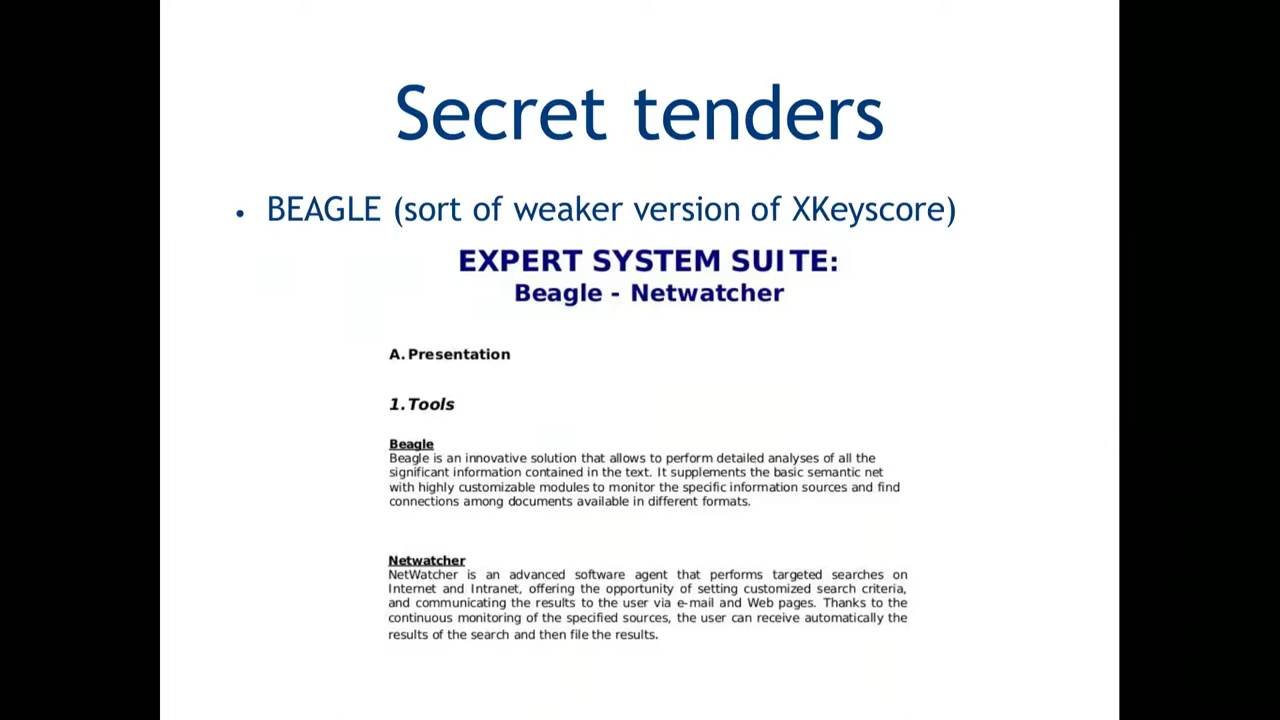 Secret tenders
• BEAGLE (sort of weaker version of XKeyscore)
EXPERT SYSTEM SUITE:
Beagle - Netwatcher
A. Presentation
1. Tools
Beagle
Beagle is an innovative solution that allows to perform detailed analyses of all the
significant information contained in the text. It supplements the basic semantic net
with highly customizable modules to monitor the specific information sources and find
connections among documents available in different formats.
Netwatcher
NetWatcher is an advanced software agent that performs targeted searches on
Internet and Intranet, offering the opportunity of setting customized search criteria,
and communicating the results to the user via e-mail and Web pages. Thanks to the
continuous monitoring of the specified sources, the user can receive automatically the
results of the search and then file the results.